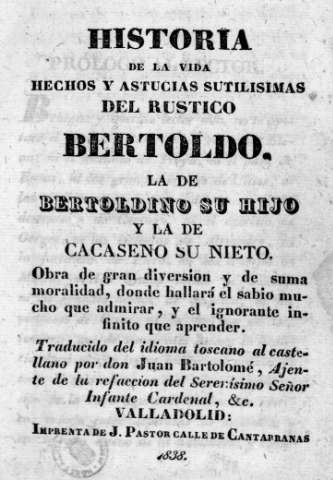 HISTORIA
DE LA VIDA
HECHOS Y ASTUCIAS SUTILISIMAS
DEL RUSTICO
BERTOLDO.
LA DE
BERTOLDINO SU HIJO
Y LA DE
CACASENO SU NIETO.
Obra de gran diversion y de suma
moralidad, donde hallará el sabio mu-
cho que admirar, y el ignorante in-
finito que aprender.
Traducido del idioma toscano al caste-
llano por don Juan Bartolomé, Ajen-
te de la refaccion del Serenísimo Señor
Infante Cardenal, &c.
VALLADOLID:
IMPRENTA DE J. PASTOR CALLE DE CANTARRANAS
1838.